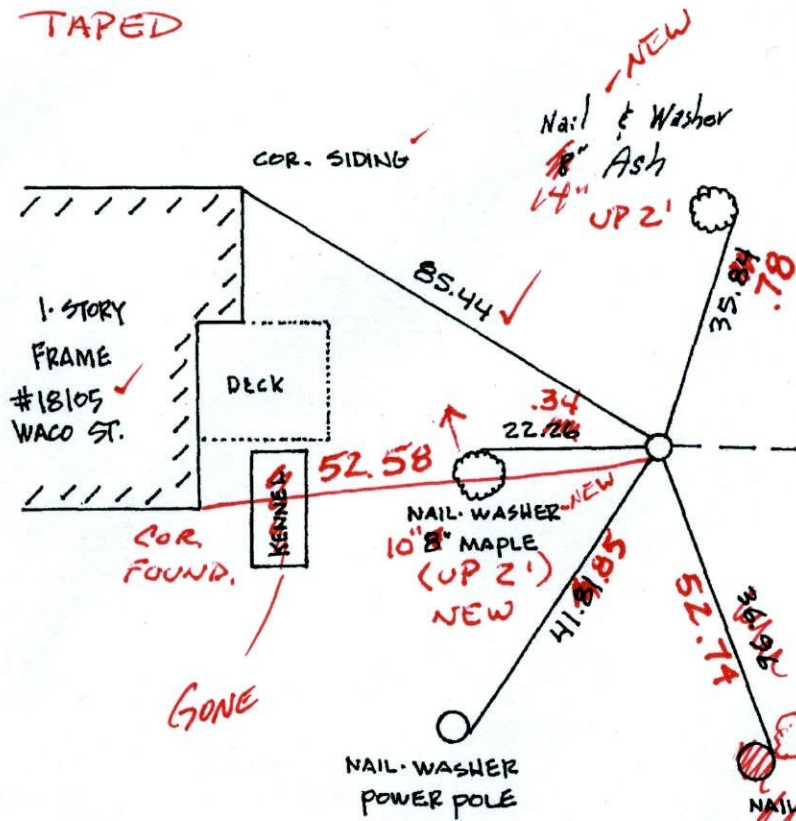 TAPED
NEW
Nail & Washer
8" Ash
14"
UP 2'
COR. SIDING
85.44
35.84
.78
1-STORY
FRAME
#18105
WACO ST.
DECK
.34
22.26
52.58
KENNEL
NAIL-WASHER
NEW
10" 8" MAPLE
(UP 2')
NEW
COR.
FOUND.
41.81
.85
52.74
36.96
GONE
NAIL-WASHER
POWER POLE
NAIL